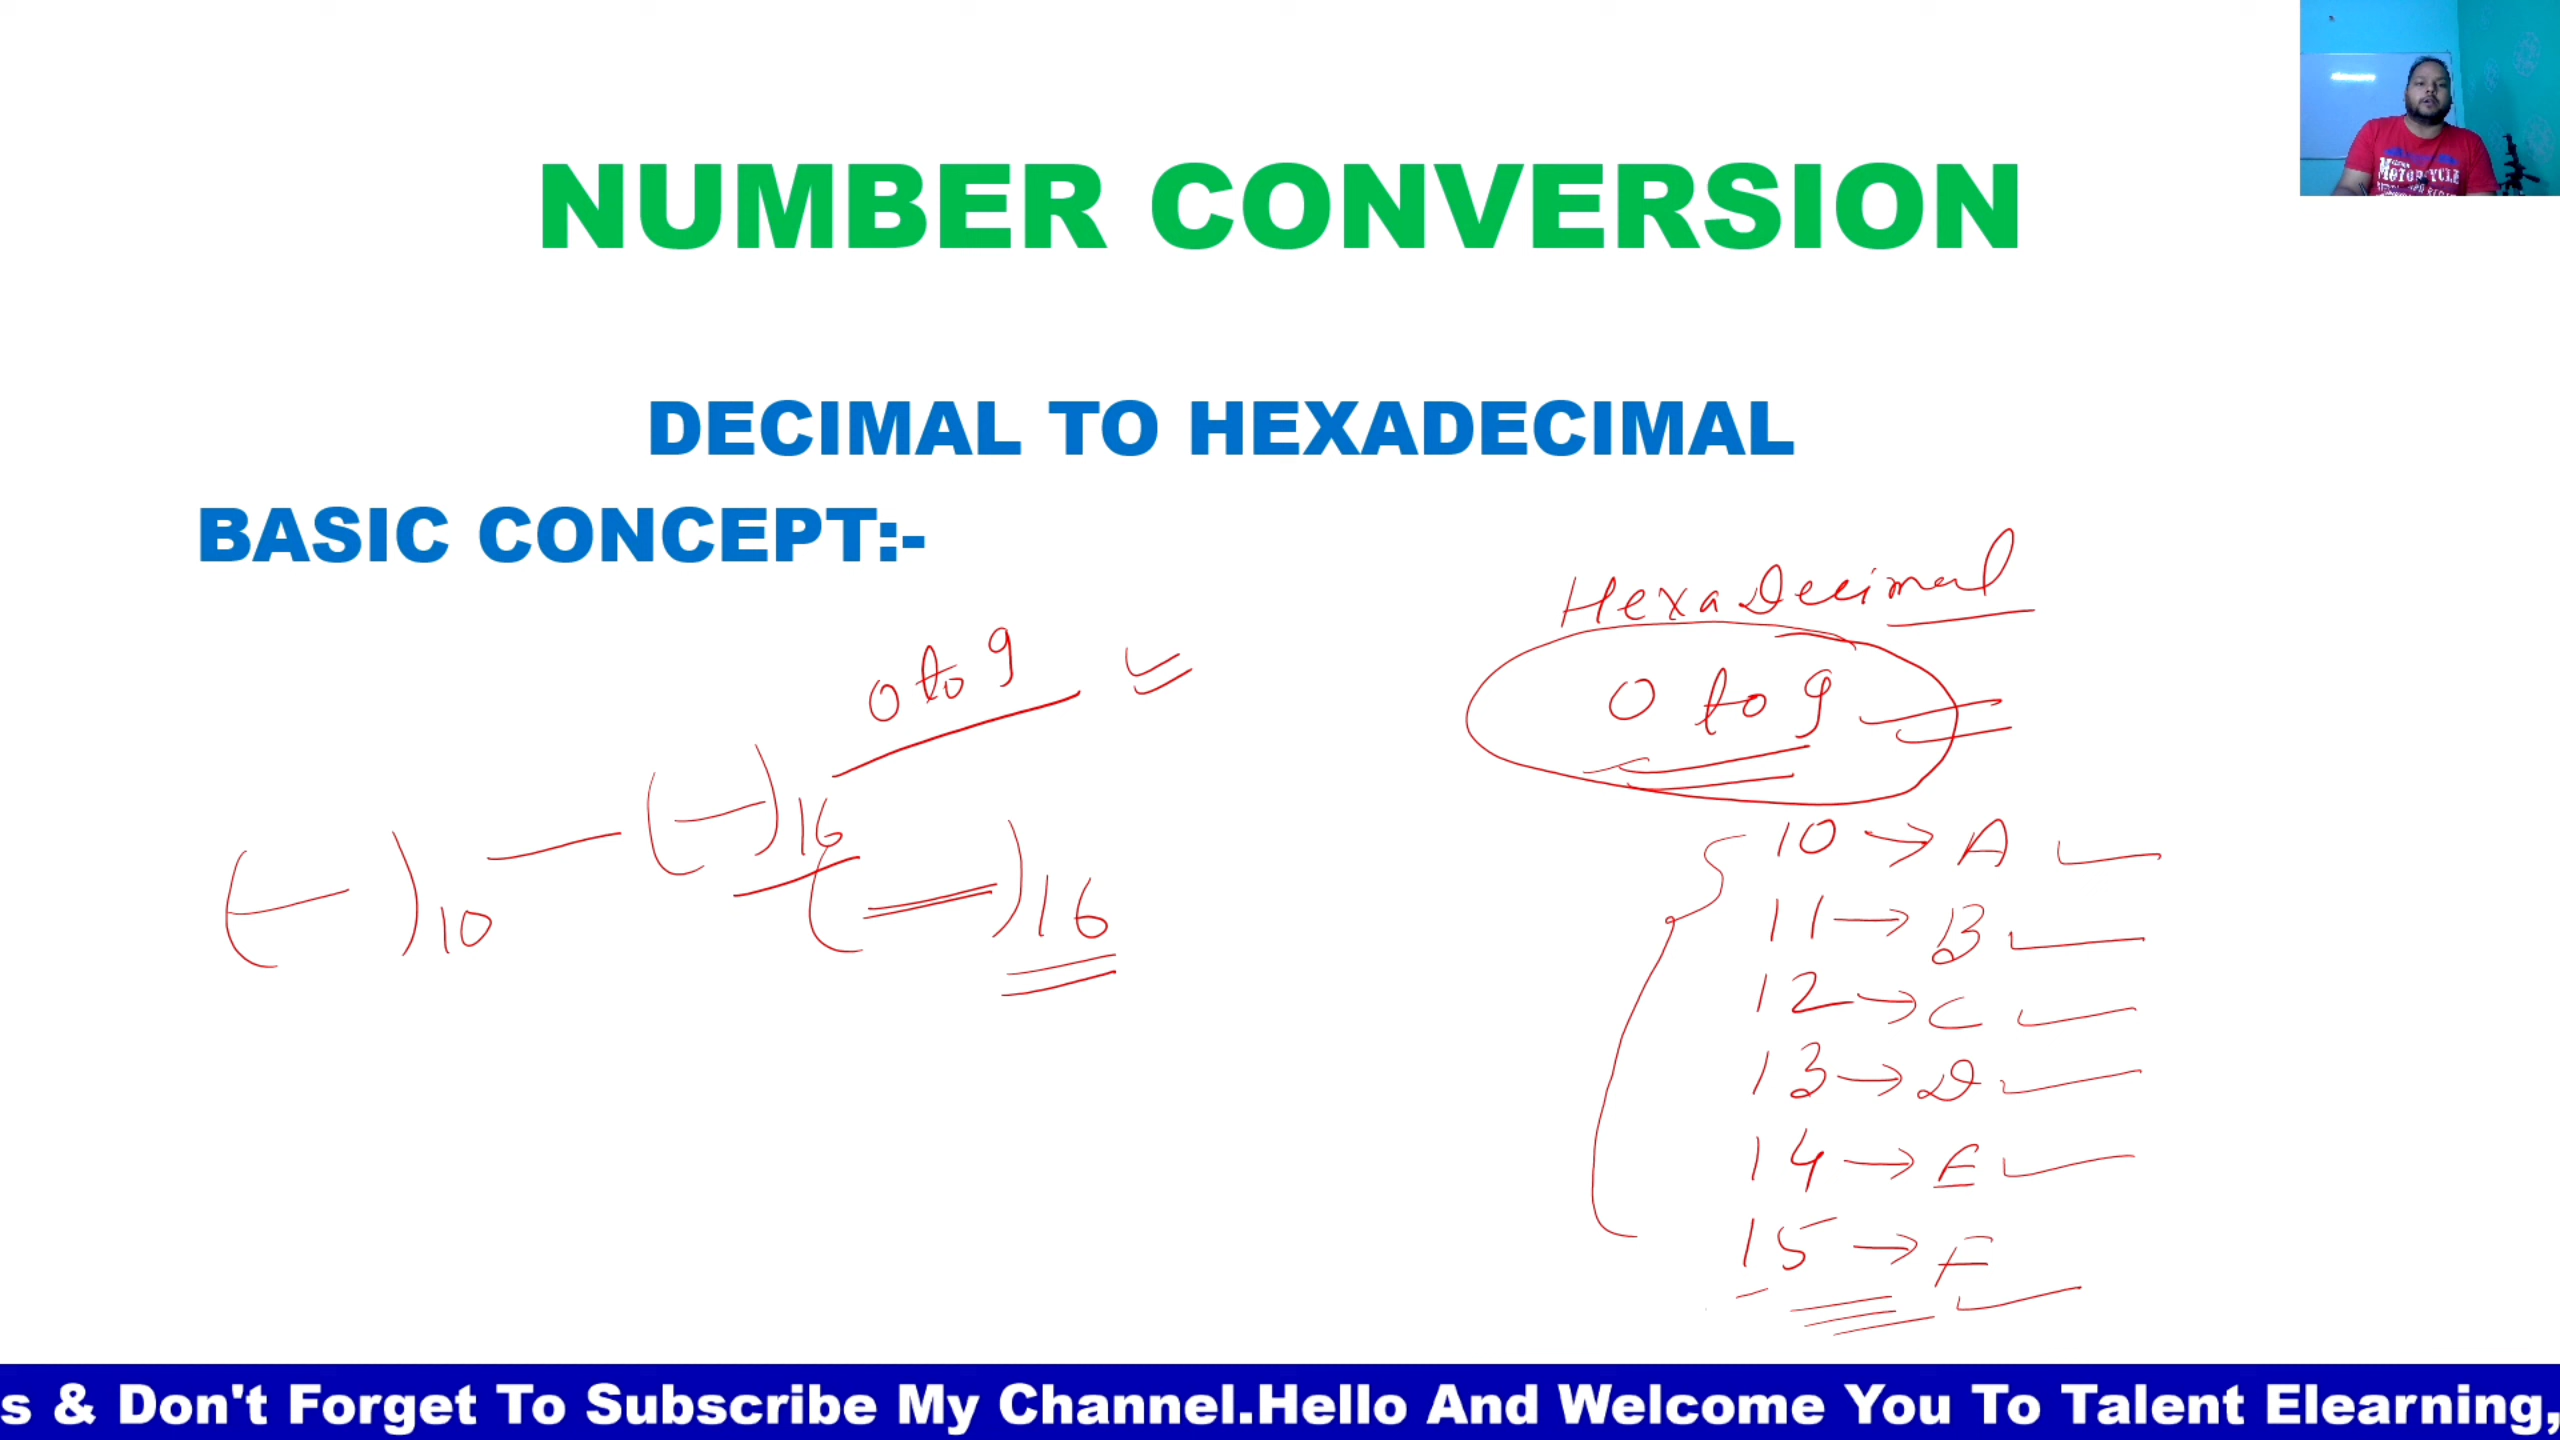 NUMBER CONVERSION
MOTORCYCLE
DECIMAL TO HEXADECIMAL
BASIC CONCEPT:-
HexaDecimal
0 to 9
0 to 9
(—)10 — (—)16
(—)16
10 → A
11 → B
12 → C
13 → D
14 → E
15 → F
s & Don't Forget To Subscribe My Channel.Hello And Welcome You To Talent Elearning,